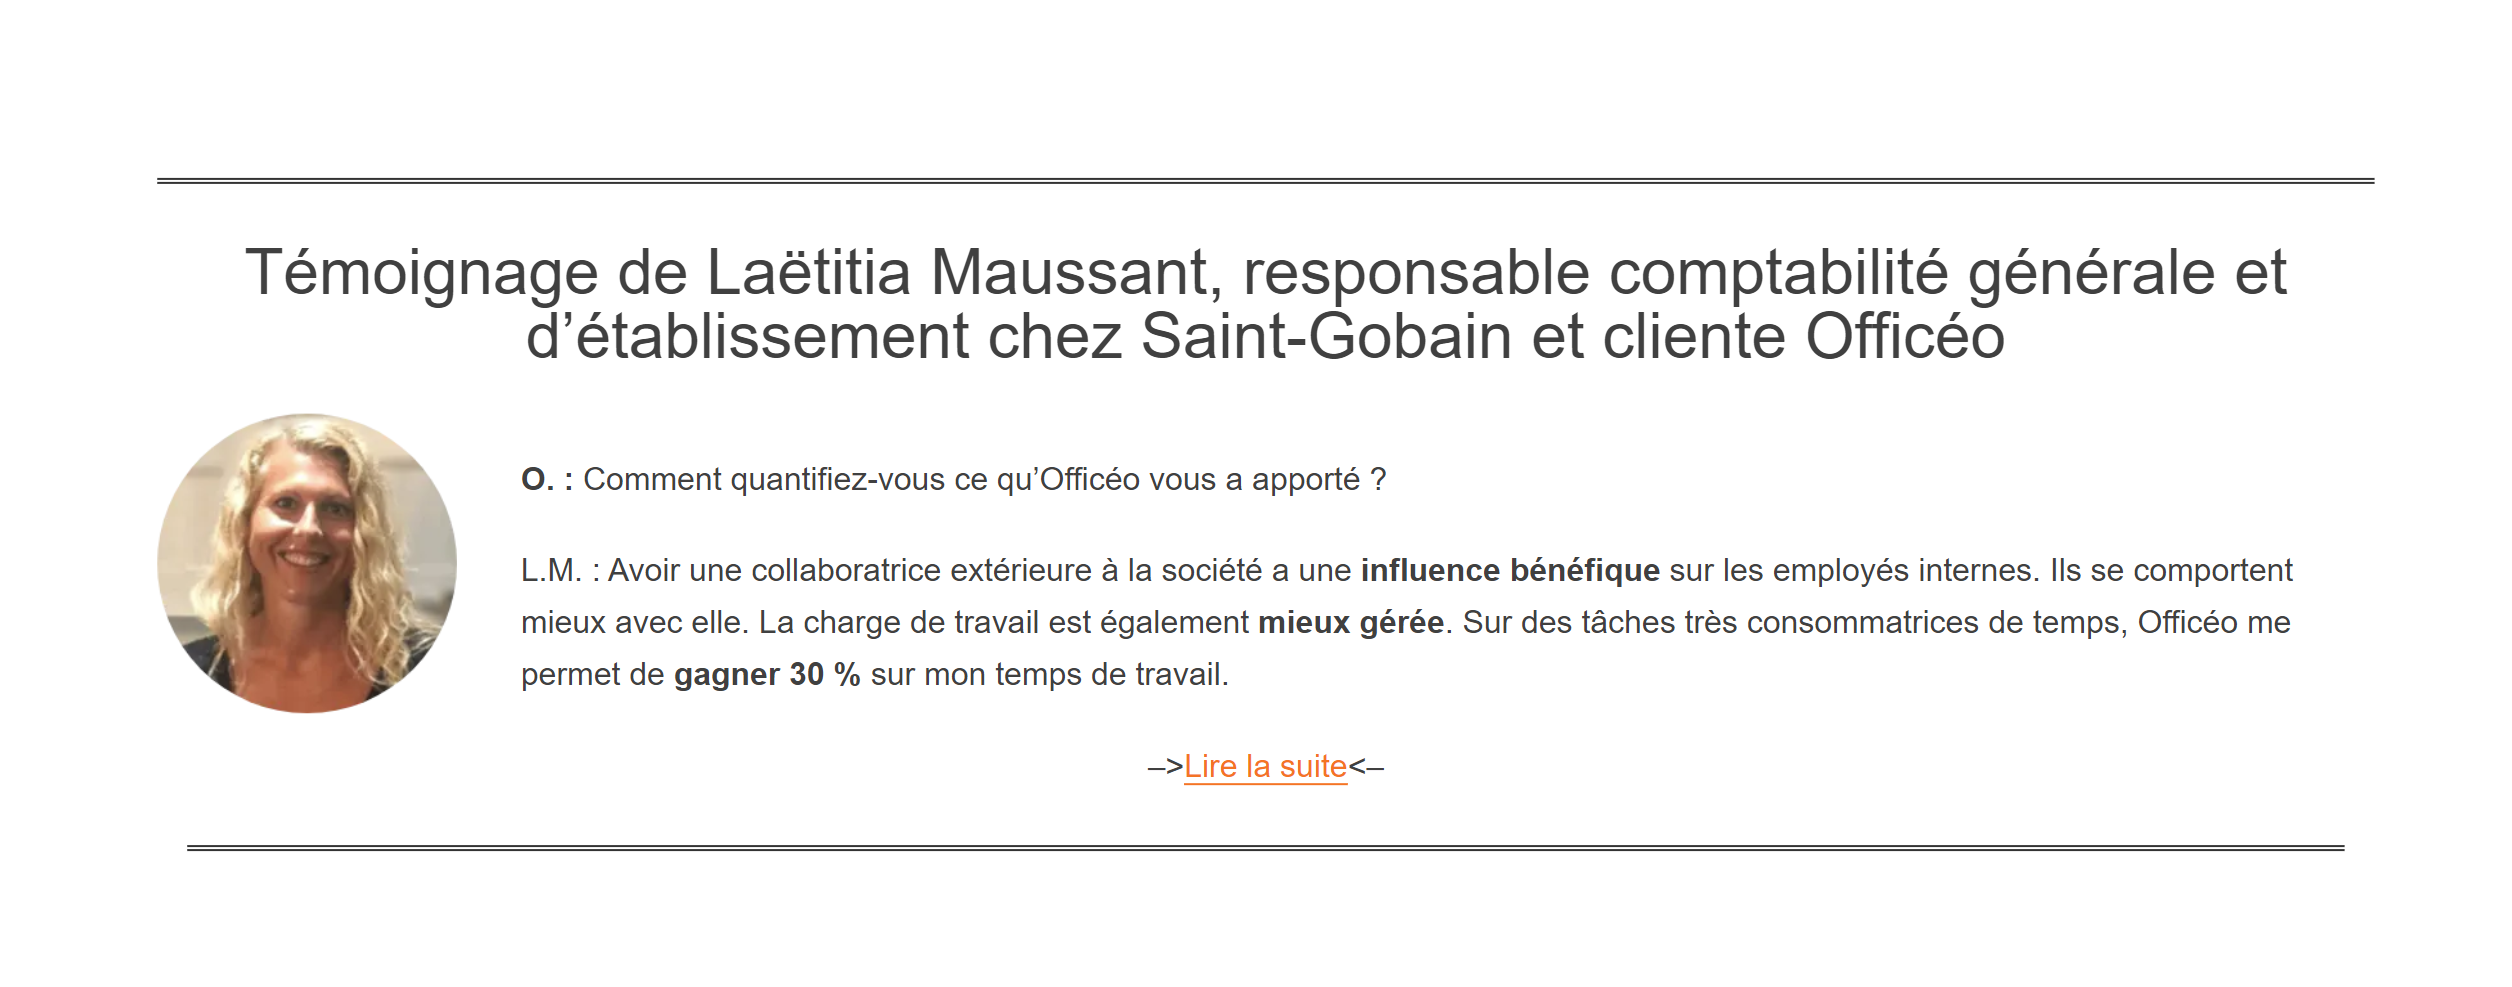 Témoignage de Laëtitia Maussant, responsable comptabilité générale et
d’établissement chez Saint-Gobain et cliente Officéo
O. : Comment quantifiez-vous ce qu’Officéo vous a apporté ?
L.M. : Avoir une collaboratrice extérieure à la société a une influence bénéfique sur les employés internes. Ils se comportent
mieux avec elle. La charge de travail est également mieux gérée. Sur des tâches très consommatrices de temps, Officéo me
permet de gagner 30 % sur mon temps de travail.
–>Lire la suite<–